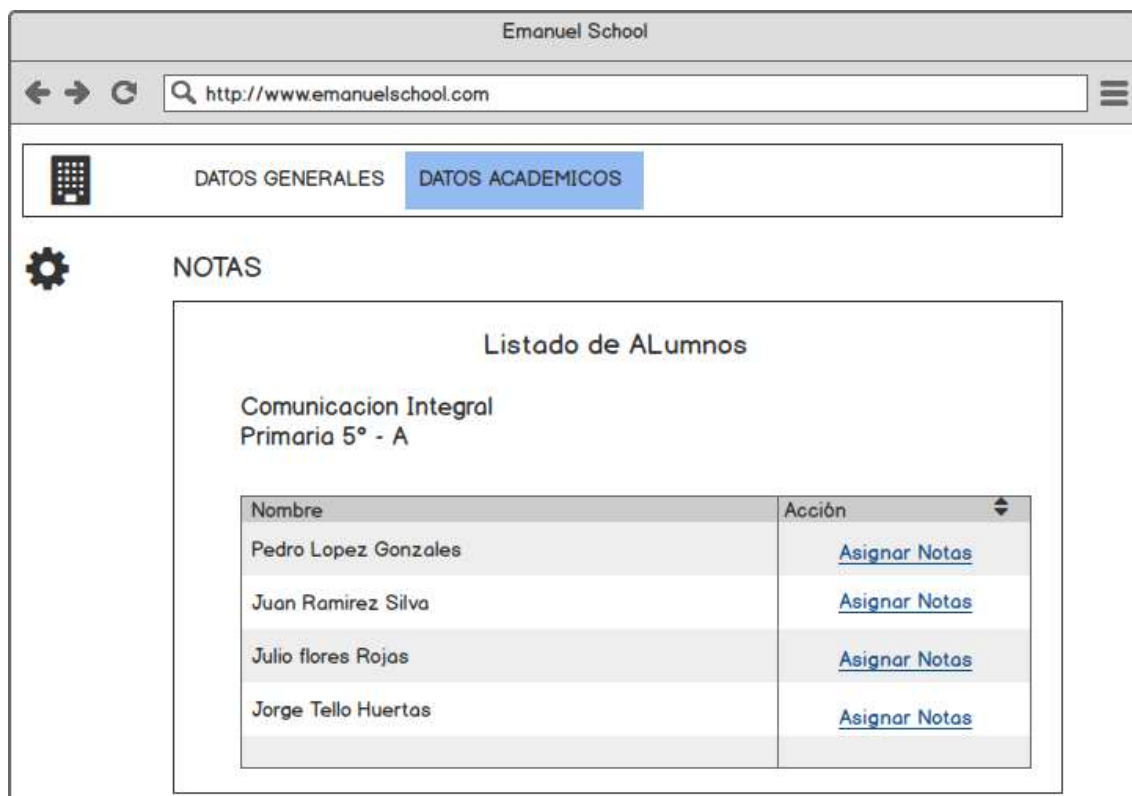 Emanuel School
http://www.emanuelschool.com
DATOS GENERALES DATOS ACADEMICOS
NOTAS
Listado de ALumnos
Comunicacion Integral
Primaria 5° - A
Nombre Acción
Pedro Lopez Gonzales Asignar Notas
Juan Ramirez Silva Asignar Notas
Julio flores Rojas Asignar Notas
Jorge Tello Huertas Asignar Notas